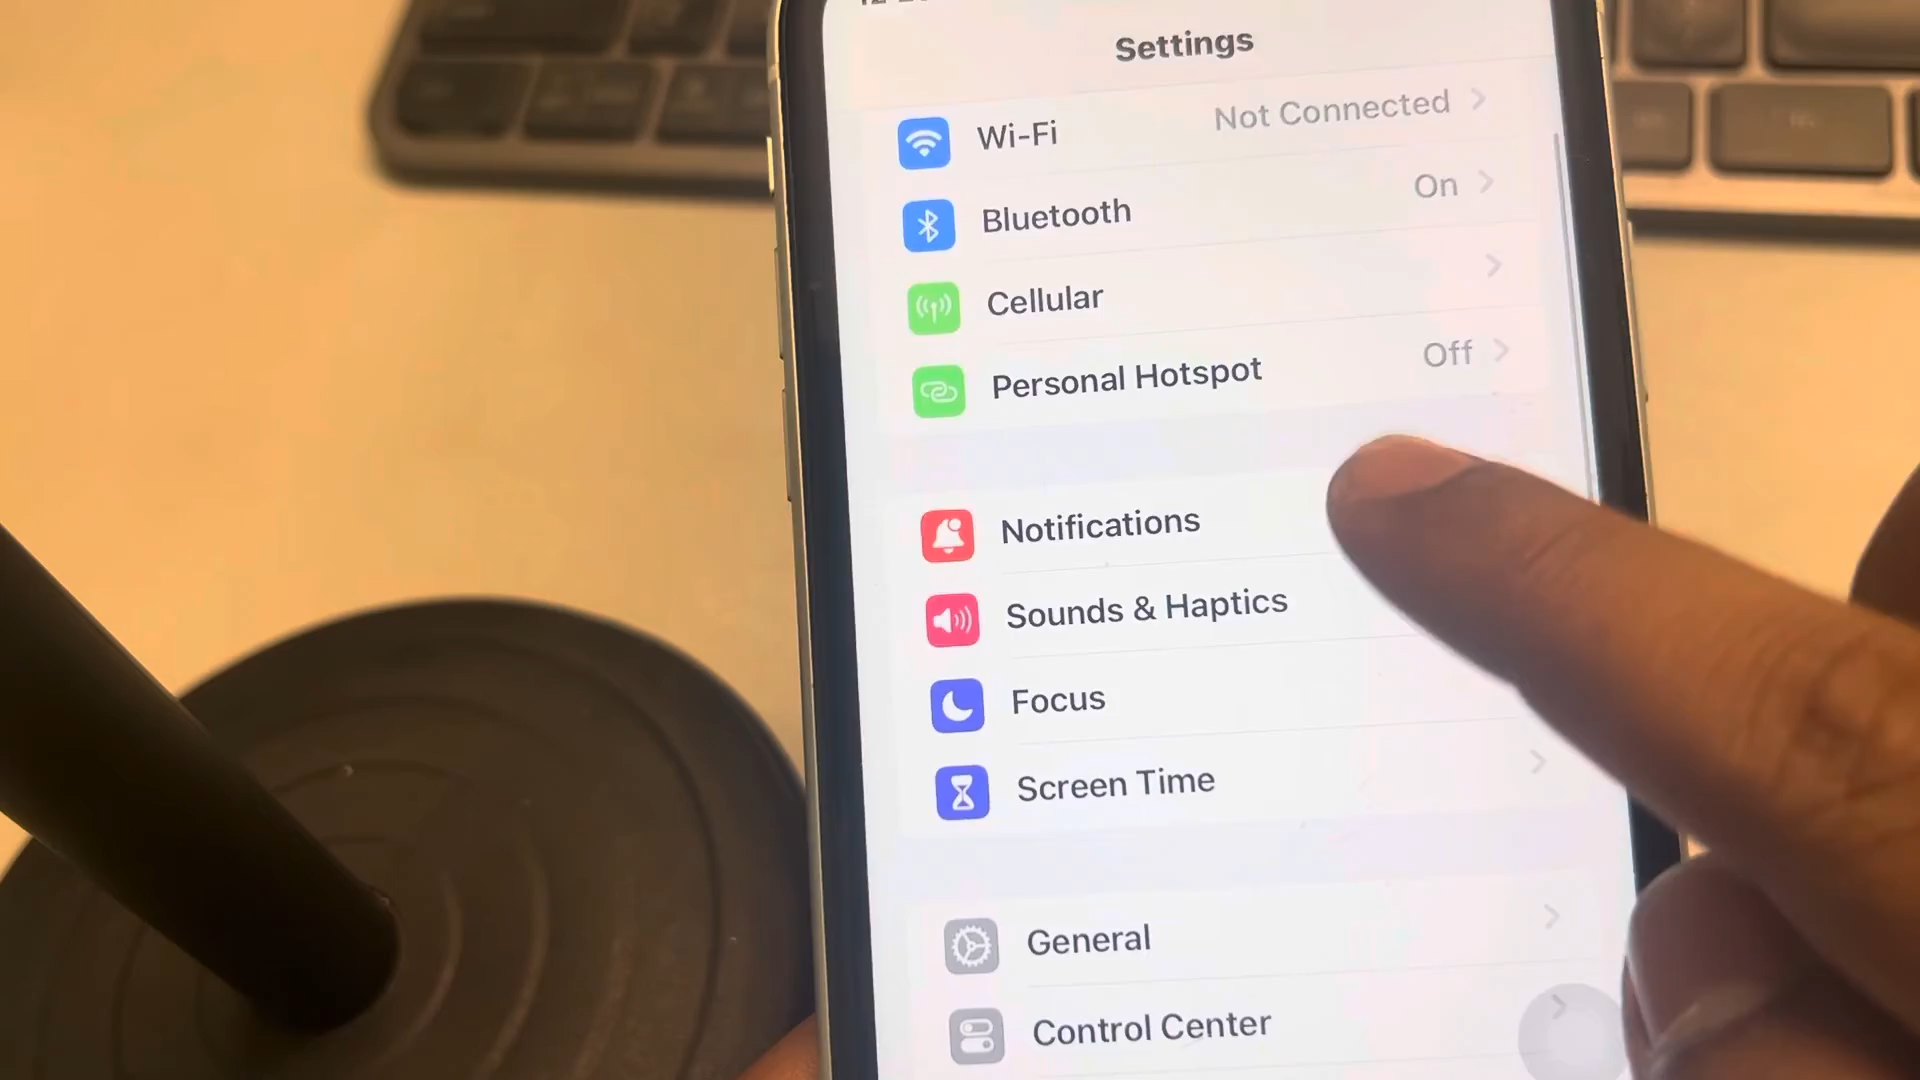 Settings
Wi-Fi Not Connected
Bluetooth On
Cellular
Personal Hotspot Off
Notifications
Sounds & Haptics
Focus
Screen Time
General
Control Center